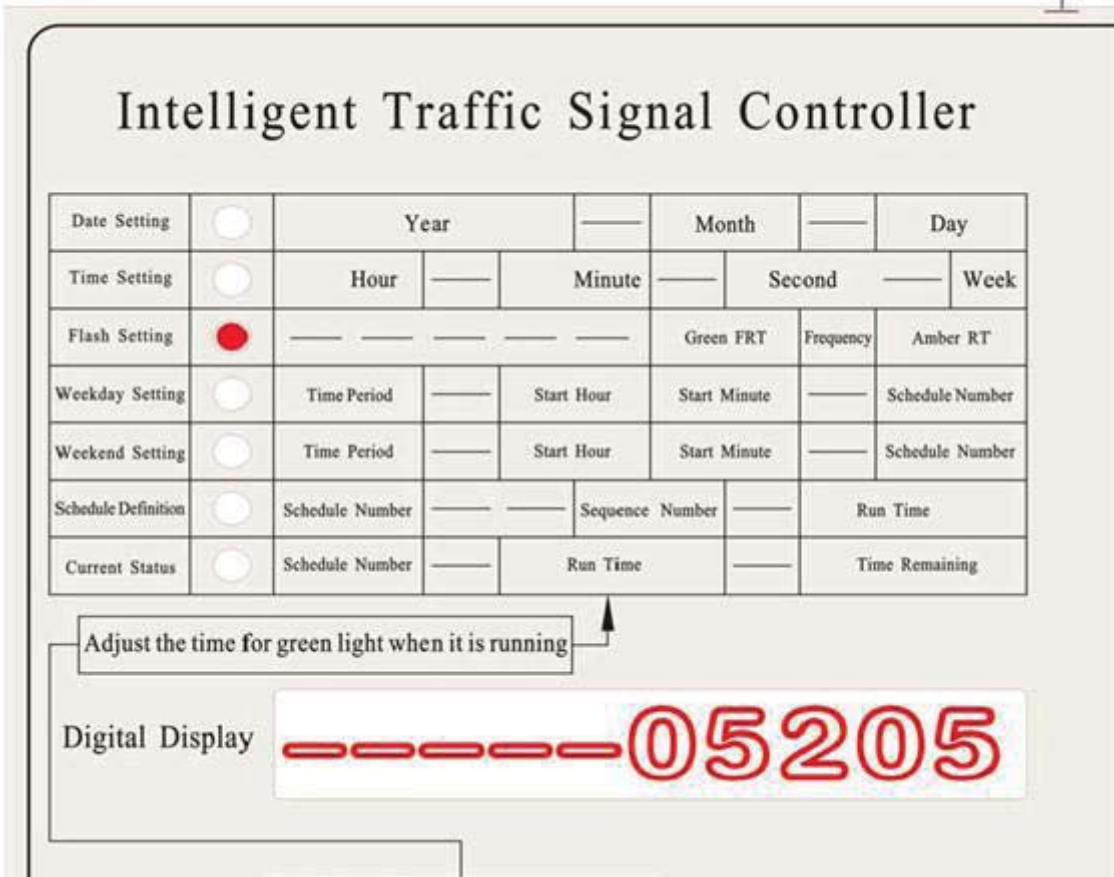 Intelligent Traffic Signal Controller
Date Setting Year — Month — Day
Time Setting Hour — Minute — Second — Week
Flash Setting — — — — — Green FRT Frequency Amber RT
Weekday Setting Time Period — Start Hour Start Minute — Schedule Number
Weekend Setting Time Period — Start Hour Start Minute — Schedule Number
Schedule Definition Schedule Number — — Sequence Number — Run Time
Current Status Schedule Number — Run Time — Time Remaining
Adjust the time for green light when it is running
Digital Display -----05205